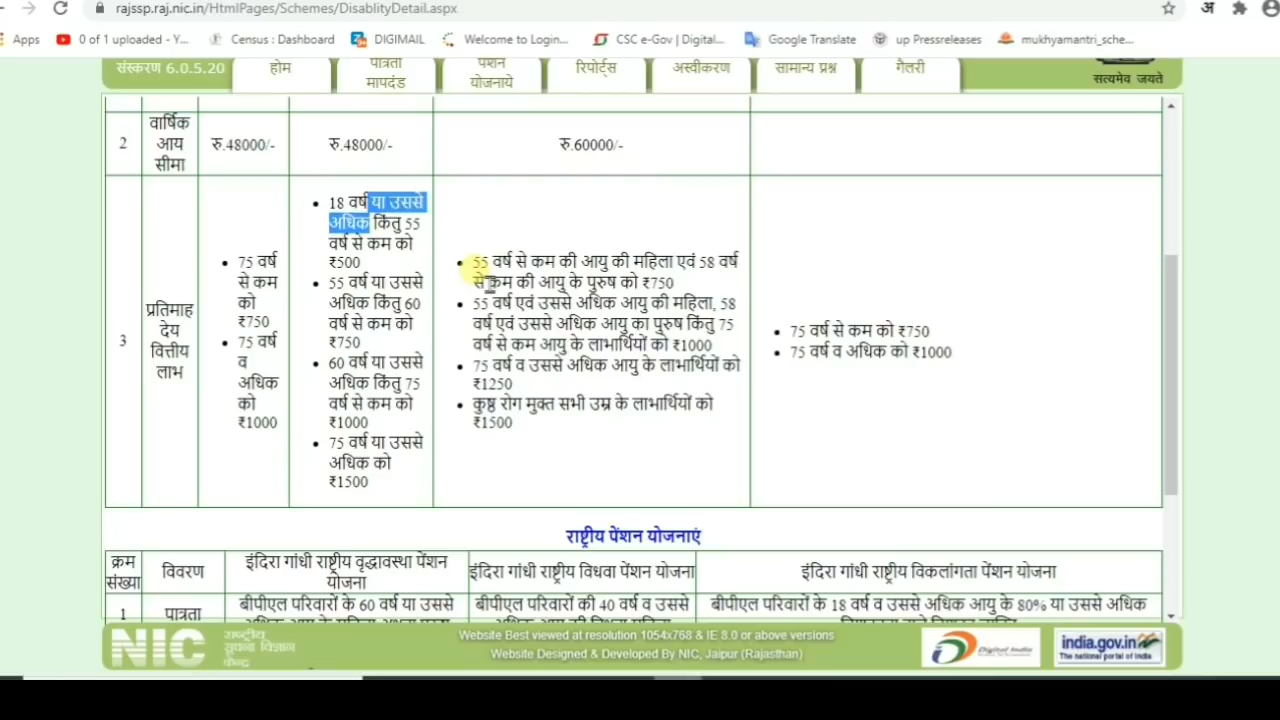 rajssp.raj.nic.in/HtmlPages/Schemes/DisablityDetail.aspx
Apps 0 of 1 uploaded - Y... Census : Dashboard DIGIMAIL Welcome to Login... CSC e-Gov | Digital... Google Translate up Pressreleases mukhyamantri_sche...
संस्करण 6.0.5.20
होम
पात्रता
मापदंड
पेंशन
योजनाये
रिपोर्ट्स
अस्वीकरण
सामान्य प्रश्न
गैलरी
सत्यमेव जयते
2
वार्षिक
आय
सीमा
रु.48000/-
रु.48000/-
रु.60000/-
3
प्रतिमाह
देय
वित्तीय
लाभ
75 वर्ष
से कम
को
₹750
75 वर्ष
व
अधिक
को
₹1000
18 वर्ष या उससे
अधिक किंतु 55
वर्ष से कम को
₹500
55 वर्ष या उससे
अधिक किंतु 60
वर्ष से कम को
₹750
60 वर्ष या उससे
अधिक किंतु 75
वर्ष से कम को
₹1000
75 वर्ष या उससे
अधिक को
₹1500
55 वर्ष से कम की आयु की महिला एवं 58 वर्ष
से कम की आयु के पुरुष को ₹750
55 वर्ष एवं उससे अधिक आयु की महिला, 58
वर्ष एवं उससे अधिक आयु का पुरुष किंतु 75
वर्ष से कम आयु के लाभार्थियों को ₹1000
75 वर्ष व उससे अधिक आयु के लाभार्थियों को
₹1250
कुष्ठ रोग मुक्त सभी उम्र के लाभार्थियों को
₹1500
75 वर्ष से कम को ₹750
75 वर्ष व अधिक को ₹1000
राष्ट्रीय पेंशन योजनाएं
क्रम
संख्या
विवरण
इंदिरा गांधी राष्ट्रीय वृद्धावस्था पेंशन
योजना
इंदिरा गांधी राष्ट्रीय विधवा पेंशन योजना
इंदिरा गांधी राष्ट्रीय विकलांगता पेंशन योजना
1
पात्रता
बीपीएल परिवारों के 60 वर्ष या उससे
बीपीएल परिवारों की 40 वर्ष व उससे
बीपीएल परिवारों के 18 वर्ष व उससे अधिक आयु के 80% या उससे अधिक
NIC
राष्ट्रीय
सूचना विज्ञान
केन्द्र
Website Best viewed at resolution 1054x768 & IE 8.0 or above versions
Website Designed & Developed By NIC, Jaipur (Rajasthan)
Digital India
india.gov.in
The national portal of India